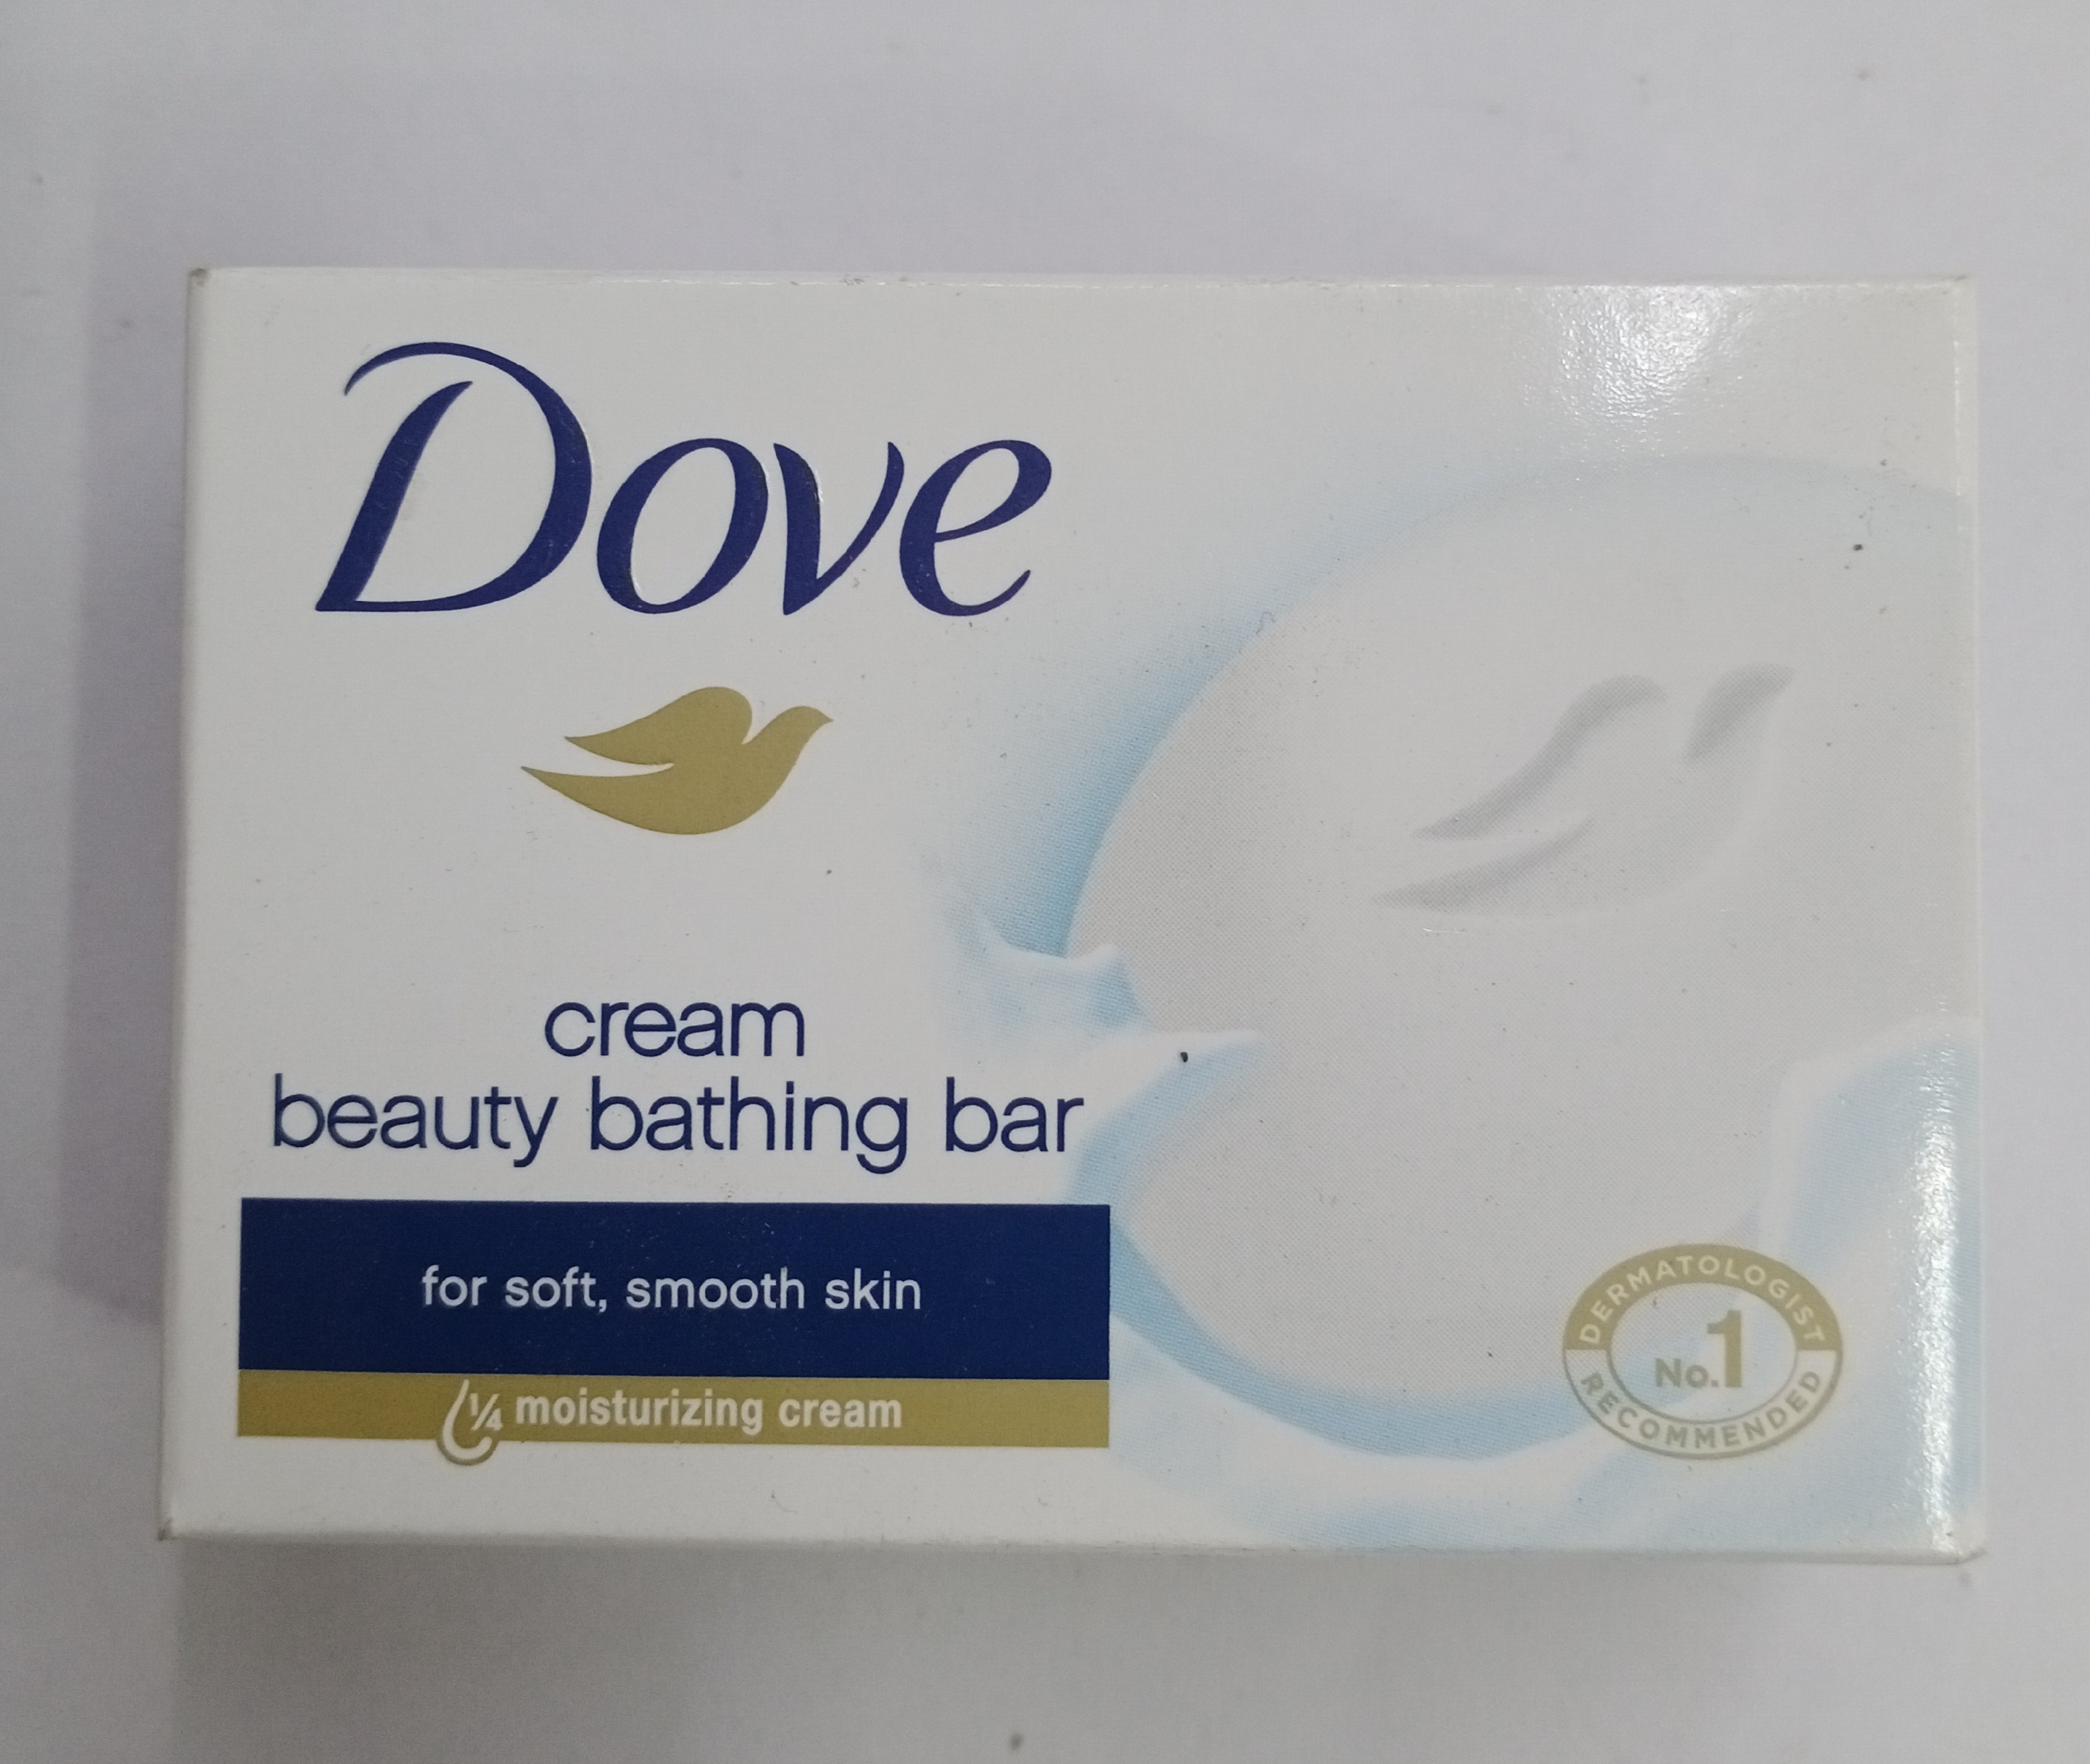 Dove
cream
beauty bathing bar
for soft, smooth skin
¼ moisturizing cream
DERMATOLOGIST
No.1
RECOMMENDED